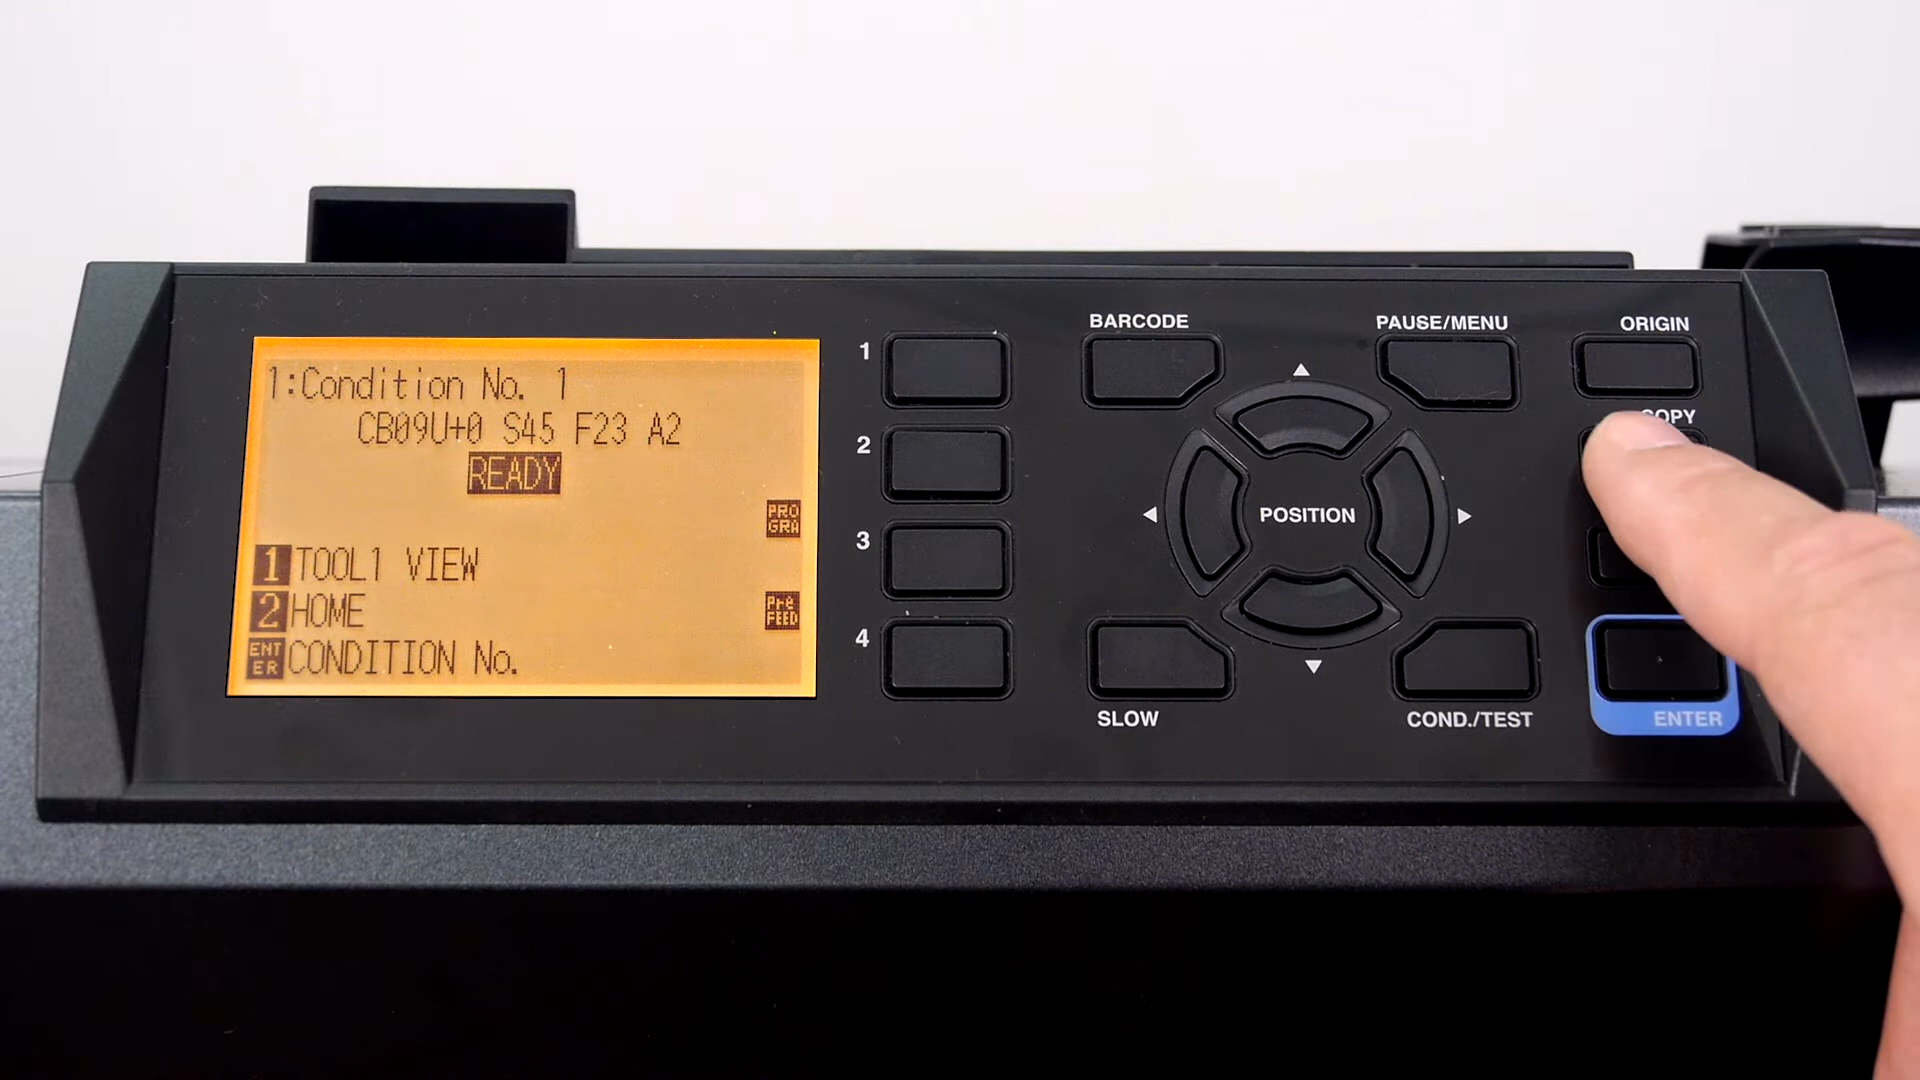 1:Condition No. 1
CB09U+0 S45 F23 A2
READY
PRO
GRA
1 TOOL1 VIEW
2 HOME
Pre
FEED
ENT
ER CONDITION No.
1
2
3
4
BARCODE
PAUSE/MENU
ORIGIN
COPY
POSITION
SLOW
COND./TEST
ENTER